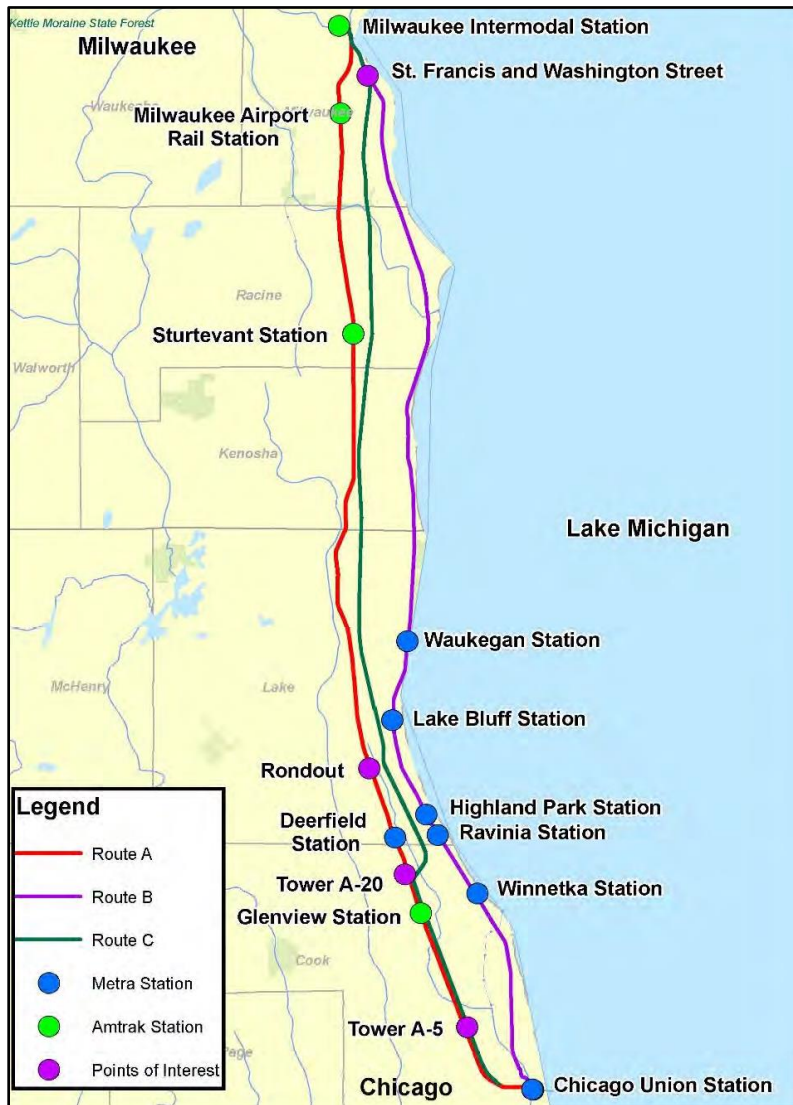 Kettle Moraine State Forest
Milwaukee
Milwaukee Intermodal Station
St. Francis and Washington Street
Waukesha
Milwaukee
Milwaukee Airport
Rail Station
Racine
Sturtevant Station
Walworth
Kenosha
Lake Michigan
Waukegan Station
McHenry
Lake
Lake Bluff Station
Rondout
Highland Park Station
Deerfield
Station
Ravinia Station
Tower A-20
Winnetka Station
Glenview Station
Cook
Tower A-5
Page
Chicago
Chicago Union Station
Legend
Route A
Route B
Route C
Metra Station
Amtrak Station
Points of Interest